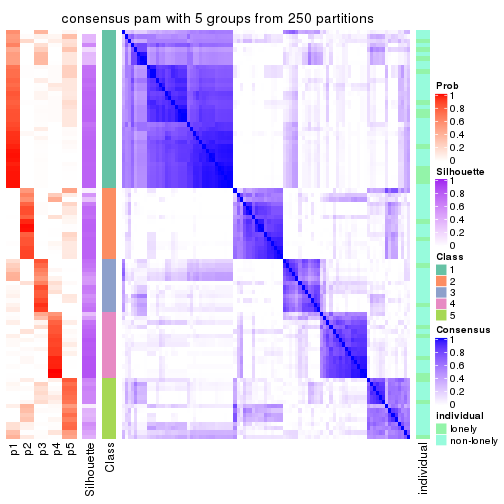 consensus pam with 5 groups from 250 partitions
Prob
1
0.8
0.6
0.4
0.2
0
Silhouette
1
0.8
0.6
0.4
0.2
0
Class
1
2
3
4
5
Consensus
1
0.8
0.6
0.4
0.2
0
individual
lonely
non-lonely
p1
p2
p3
p4
p5
Silhouette
Class
individual